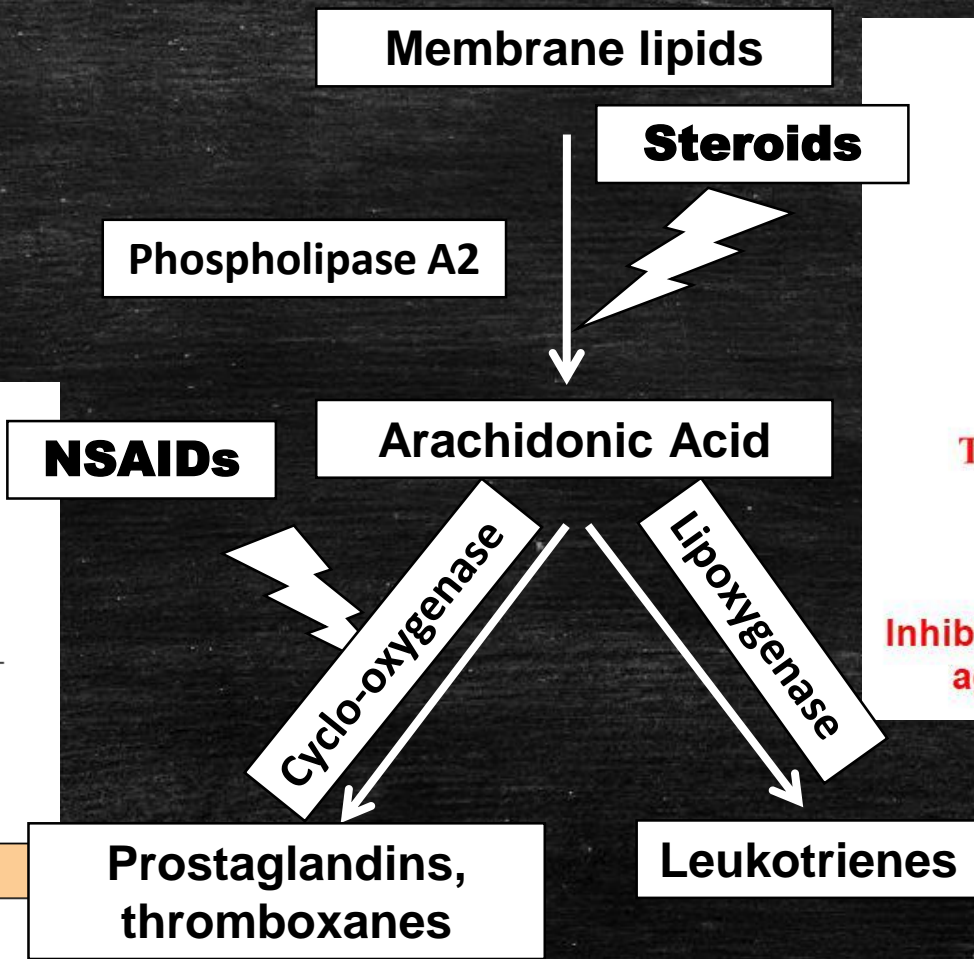 Membrane lipids
Steroids
Phospholipase A2
NSAIDs
Arachidonic Acid
Cyclo-oxygenase
Lipoxygenase
Prostaglandins,
thromboxanes
Leukotrienes